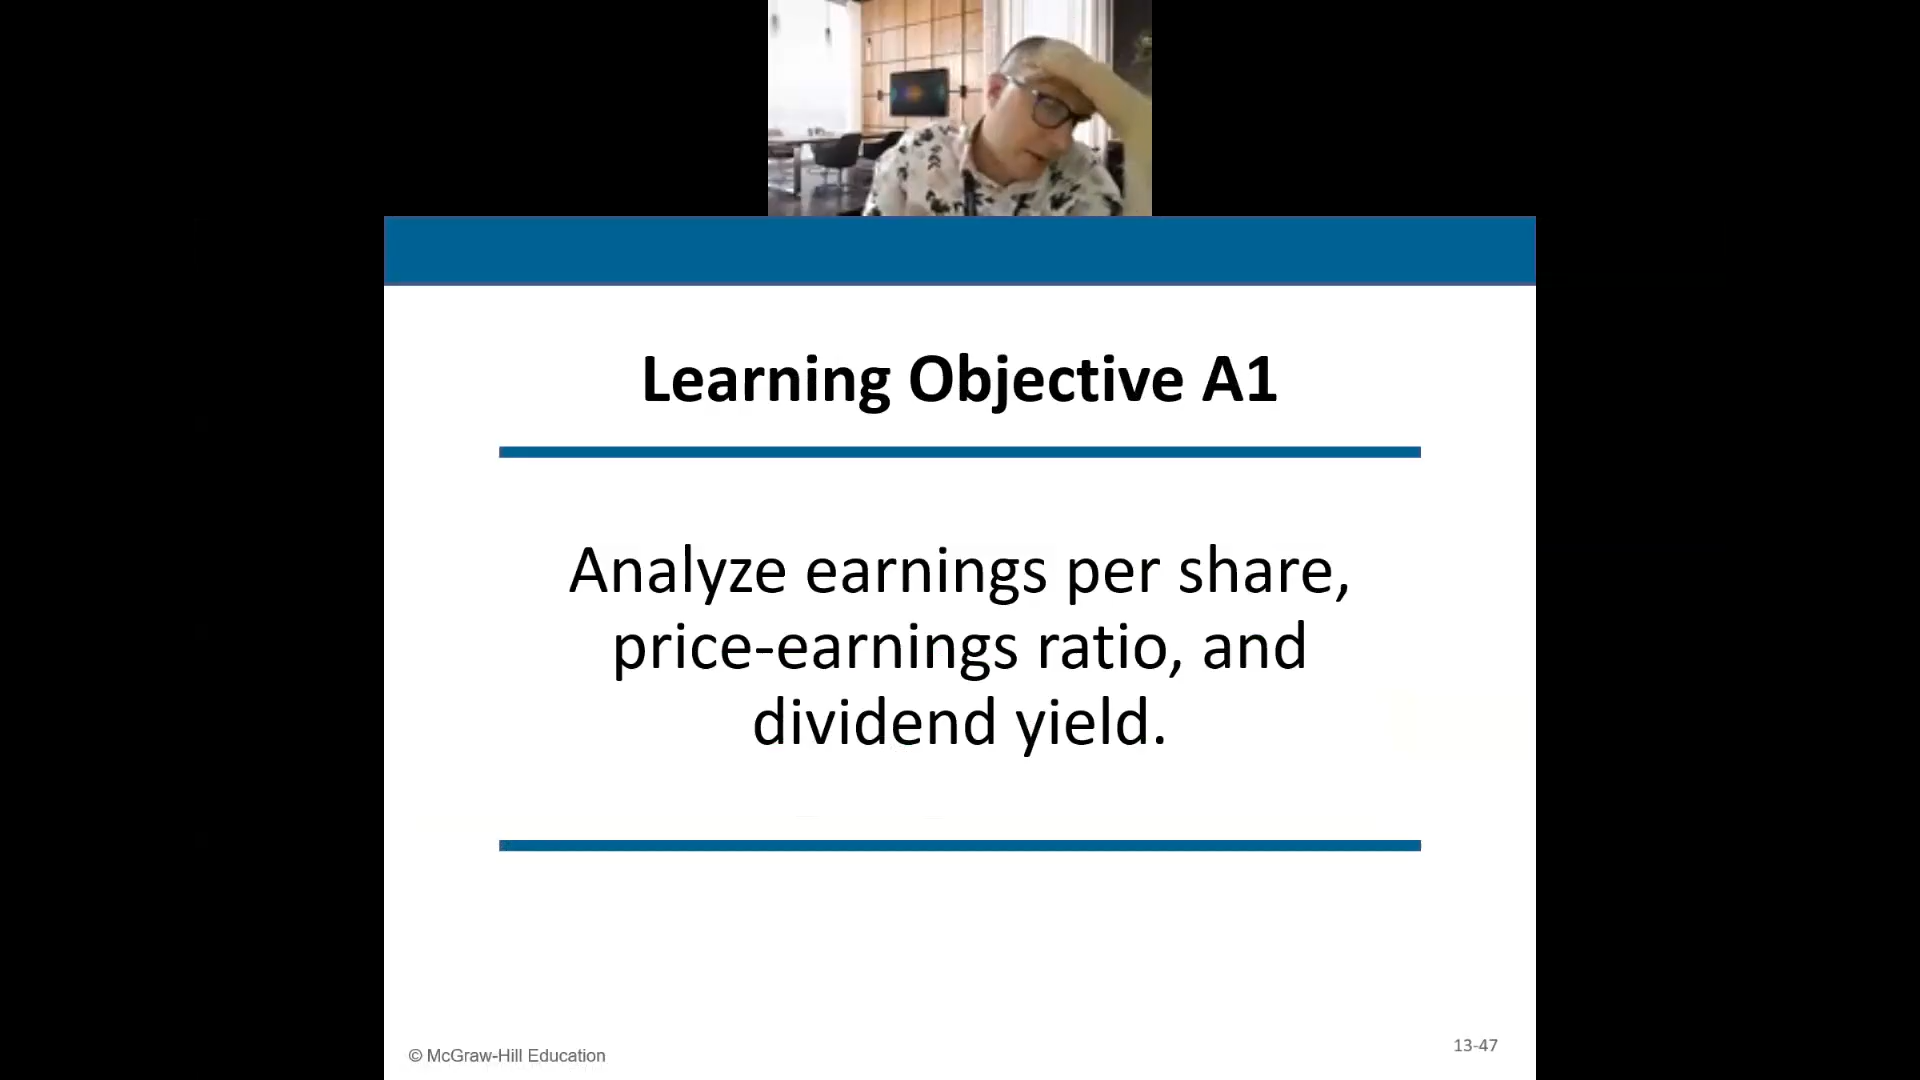 Learning Objective A1
Analyze earnings per share,
price-earnings ratio, and
dividend yield.
© McGraw-Hill Education
13-47